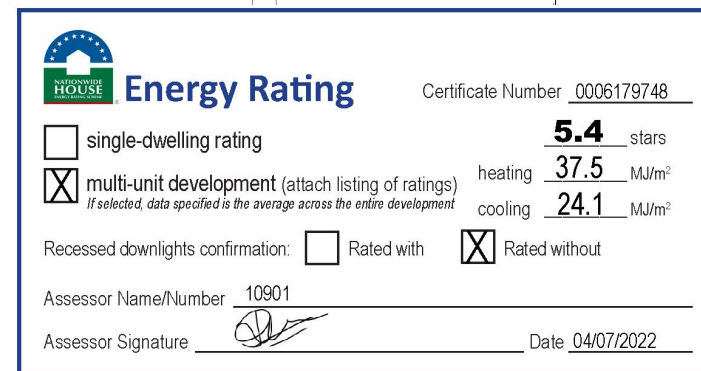 NATIONWIDE
HOUSE
ENERGY RATING SCHEME
®
Energy Rating
Certificate Number 0006179748
single-dwelling rating
5.4 stars
X multi-unit development (attach listing of ratings)
If selected, data specified is the average across the entire development
heating 37.5 MJ/m²
cooling 24.1 MJ/m²
Recessed downlights confirmation: Rated with X Rated without
Assessor Name/Number 10901
Assessor Signature
Date 04/07/2022